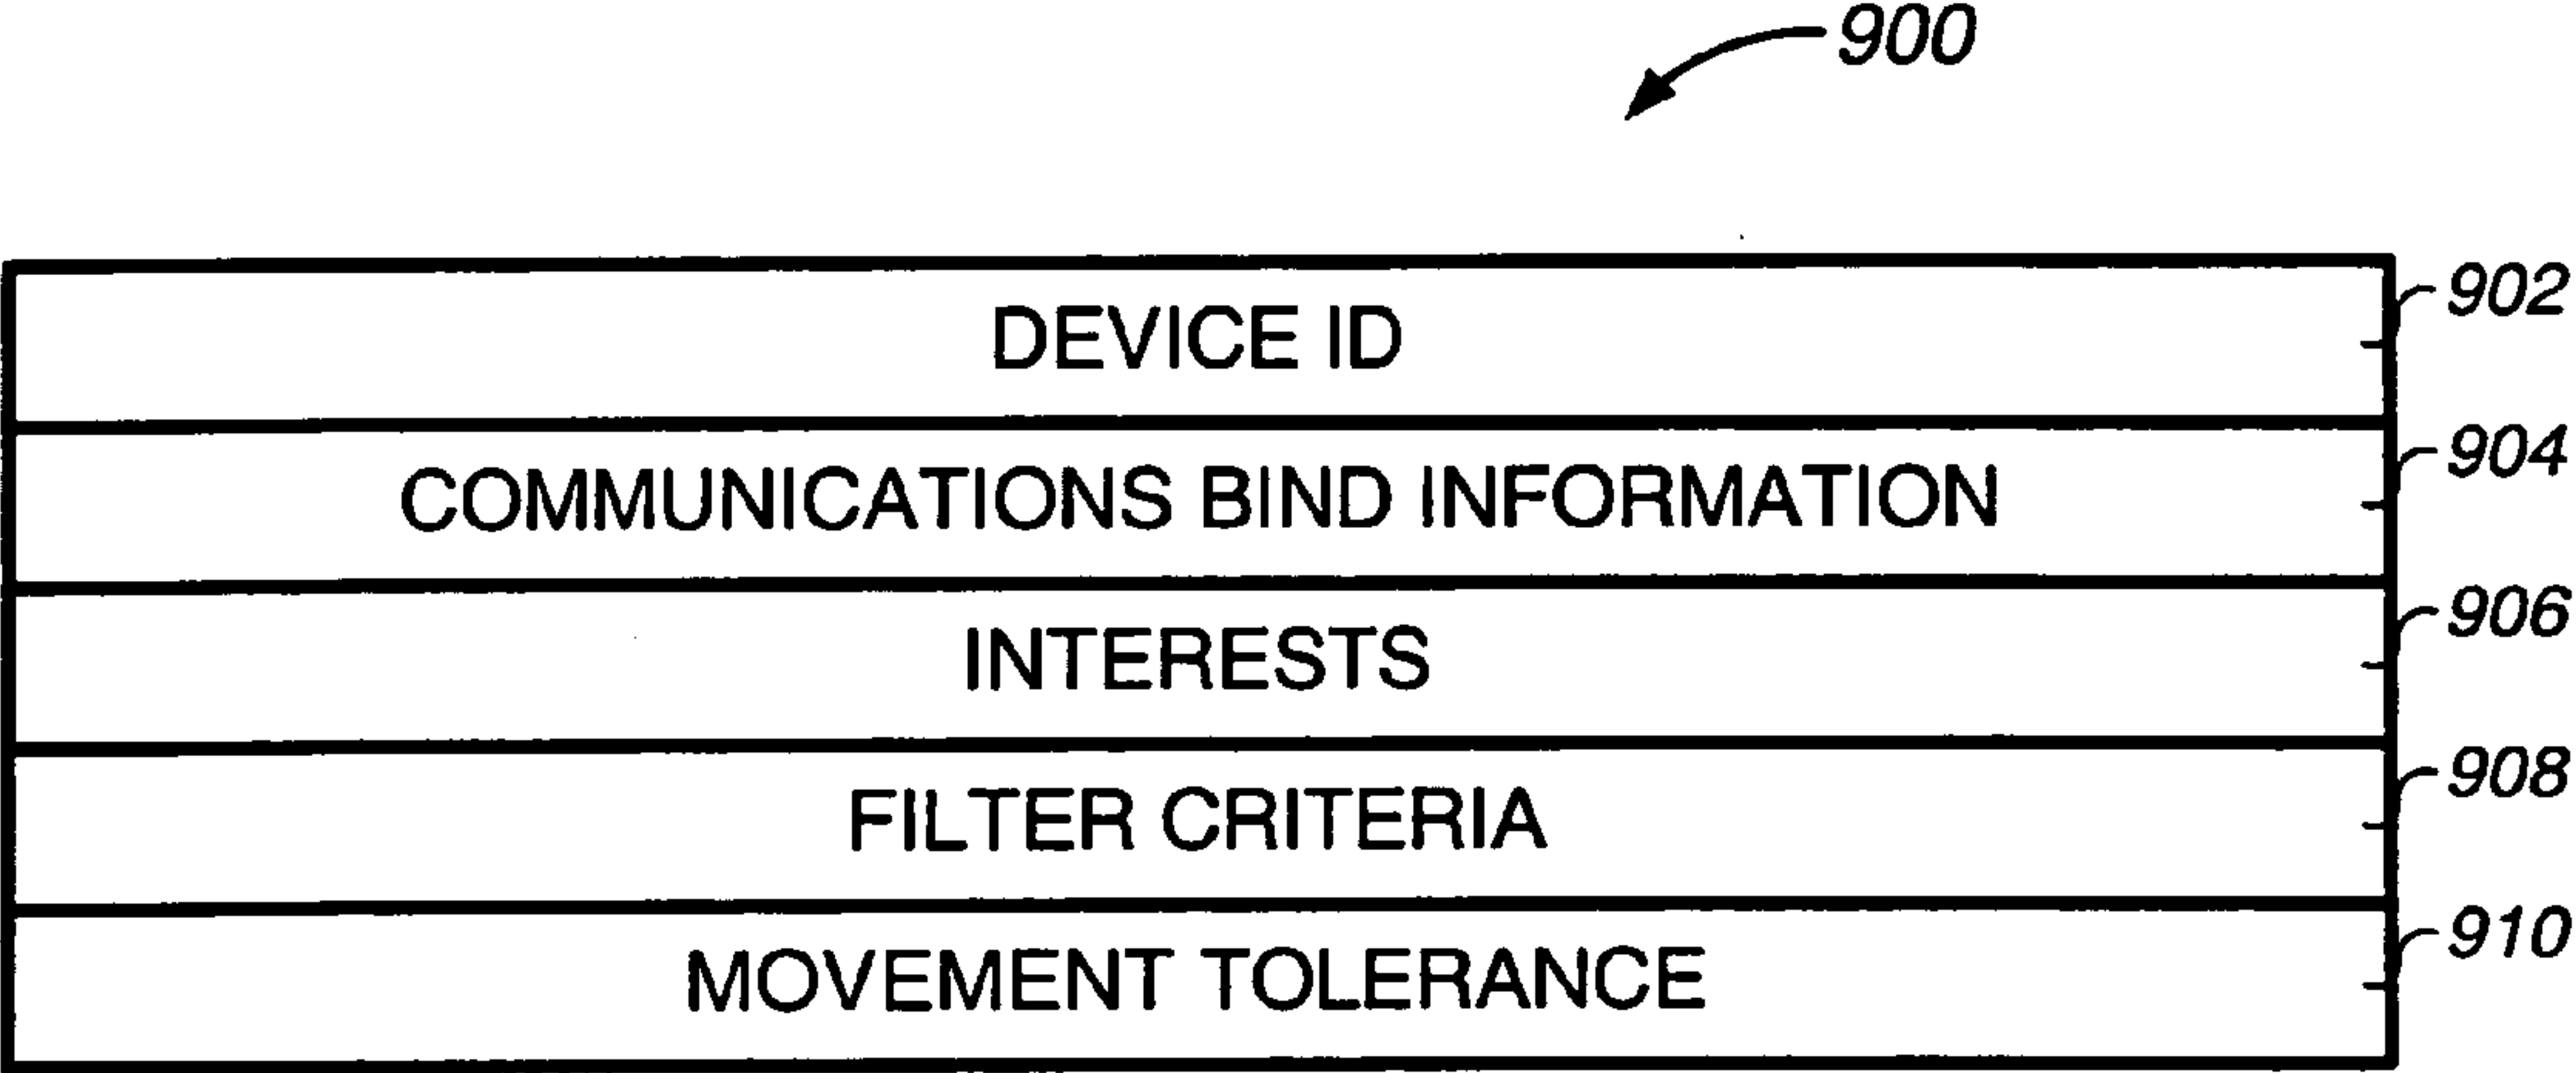 900
DEVICE ID 902
COMMUNICATIONS BIND INFORMATION 904
INTERESTS 906
FILTER CRITERIA 908
MOVEMENT TOLERANCE 910